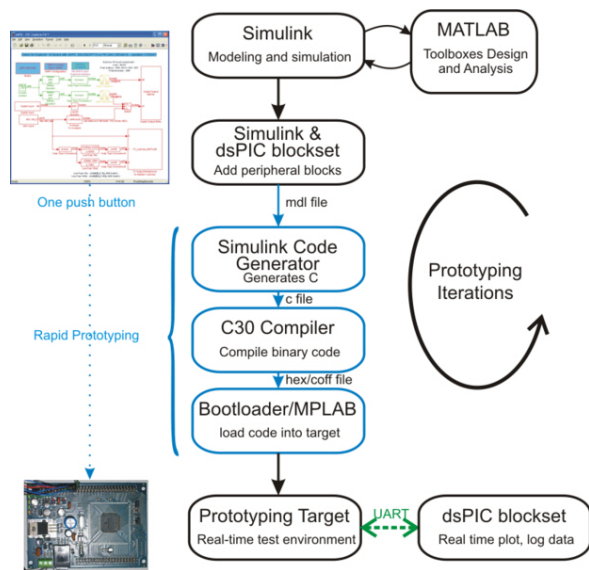 Simulink
Modeling and simulation
MATLAB
Toolboxes Design
and Analysis
Simulink &
dsPIC blockset
Add peripheral blocks
One push button
mdl file
Simulink Code
Generator
Generates C
Prototyping
Iterations
c file
Rapid Prototyping
C30 Compiler
Compile binary code
hex/coff file
Bootloader/MPLAB
load code into target
Prototyping Target
Real-time test environment
UART
dsPIC blockset
Real time plot, log data